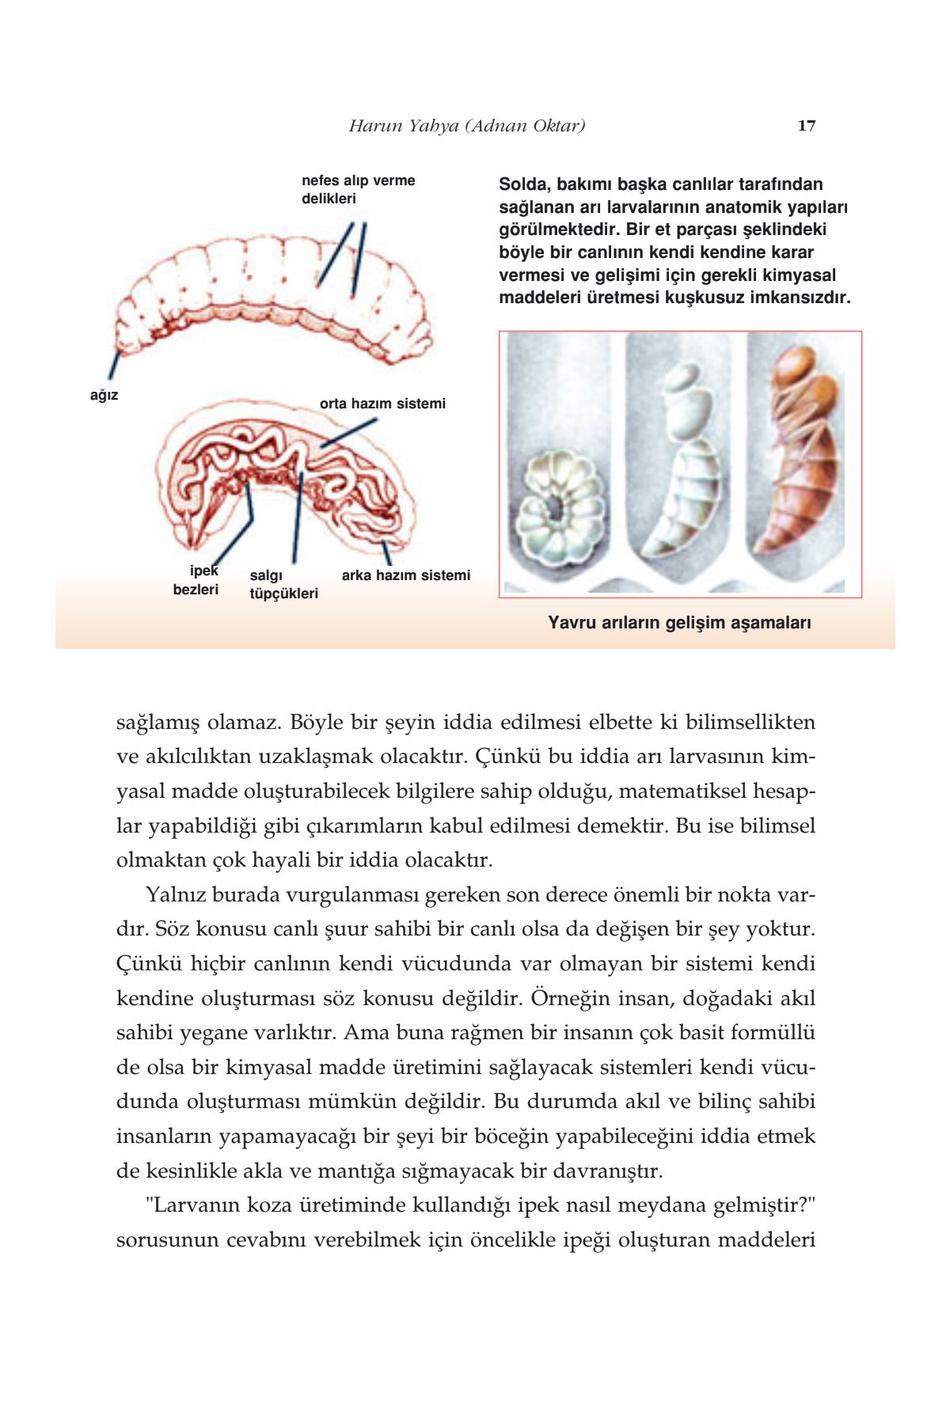 Harun Yahya (Adnan Oktar)
17
nefes alıp verme
delikleri
ağız
orta hazım sistemi
ipek
bezleri
salgı
tüpçükleri
arka hazım sistemi
Solda, bakımı başka canlılar tarafından
sağlanan arı larvalarının anatomik yapıları
görülmektedir. Bir et parçası şeklindeki
böyle bir canlının kendi kendine karar
vermesi ve gelişimi için gerekli kimyasal
maddeleri üretmesi kuşkusuz imkansızdır.
Yavru arıların gelişim aşamaları
sağlamış olamaz. Böyle bir şeyin iddia edilmesi elbette ki bilimsellikten
ve akılcılıktan uzaklaşmak olacaktır. Çünkü bu iddia arı larvasının kim-
yasal madde oluşturabilecek bilgilere sahip olduğu, matematiksel hesap-
lar yapabildiği gibi çıkarımların kabul edilmesi demektir. Bu ise bilimsel
olmaktan çok hayali bir iddia olacaktır.
Yalnız burada vurgulanması gereken son derece önemli bir nokta var-
dır. Söz konusu canlı şuur sahibi bir canlı olsa da değişen bir şey yoktur.
Çünkü hiçbir canlının kendi vücudunda var olmayan bir sistemi kendi
kendine oluşturması söz konusu değildir. Örneğin insan, doğadaki akıl
sahibi yegane varlıktır. Ama buna rağmen bir insanın çok basit formüllü
de olsa bir kimyasal madde üretimini sağlayacak sistemleri kendi vücu-
dunda oluşturması mümkün değildir. Bu durumda akıl ve bilinç sahibi
insanların yapamayacağı bir şeyi bir böceğin yapabileceğini iddia etmek
de kesinlikle akla ve mantığa sığmayacak bir davranıştır.
"Larvanın koza üretiminde kullandığı ipek nasıl meydana gelmiştir?"
sorusunun cevabını verebilmek için öncelikle ipeği oluşturan maddeleri